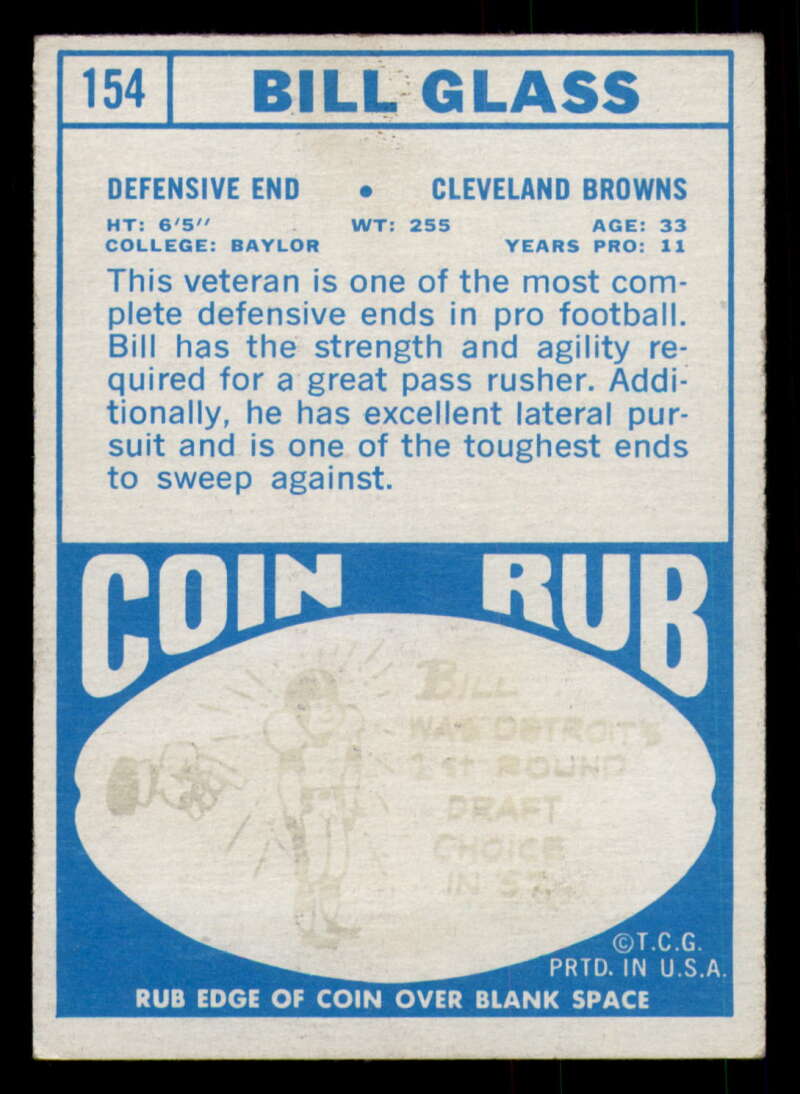 154 BILL GLASS
DEFENSIVE END • CLEVELAND BROWNS
HT: 6'5'' WT: 255 AGE: 33
COLLEGE: BAYLOR YEARS PRO: 11
This veteran is one of the most com-
plete defensive ends in pro football.
Bill has the strength and agility re-
quired for a great pass rusher. Addi-
tionally, he has excellent lateral pur-
suit and is one of the toughest ends
to sweep against.
COIN RUB
BILL
WAS DETROIT'S
1st ROUND
DRAFT
CHOICE
IN '57
©T.C.G.
PRTD. IN U.S.A.
RUB EDGE OF COIN OVER BLANK SPACE